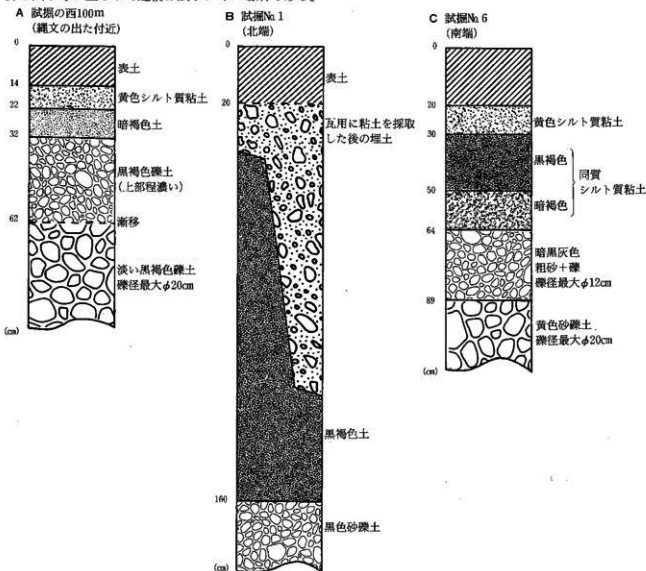 A 試掘の西100m
(縄文の出た付近)
0
14
22
32
62
(cm)
表土
黄色シルト質粘土
暗褐色土
黒褐色礫土
(上部程濃い)
漸移
淡い黒褐色礫土
礫径最大φ20cm
B 試掘No.1
(北端)
0
20
160
(cm)
表土
瓦用に粘土を採取
した後の埋土
黒褐色土
黒色砂礫土
C 試掘No.6
(南端)
0
20
30
50
64
89
(cm)
表土
黄色シルト質粘土
黒褐色
暗褐色
同質
シルト質粘土
暗黒灰色
粗砂+礫
礫径最大φ12cm
黄色砂礫土
礫径最大φ20cm